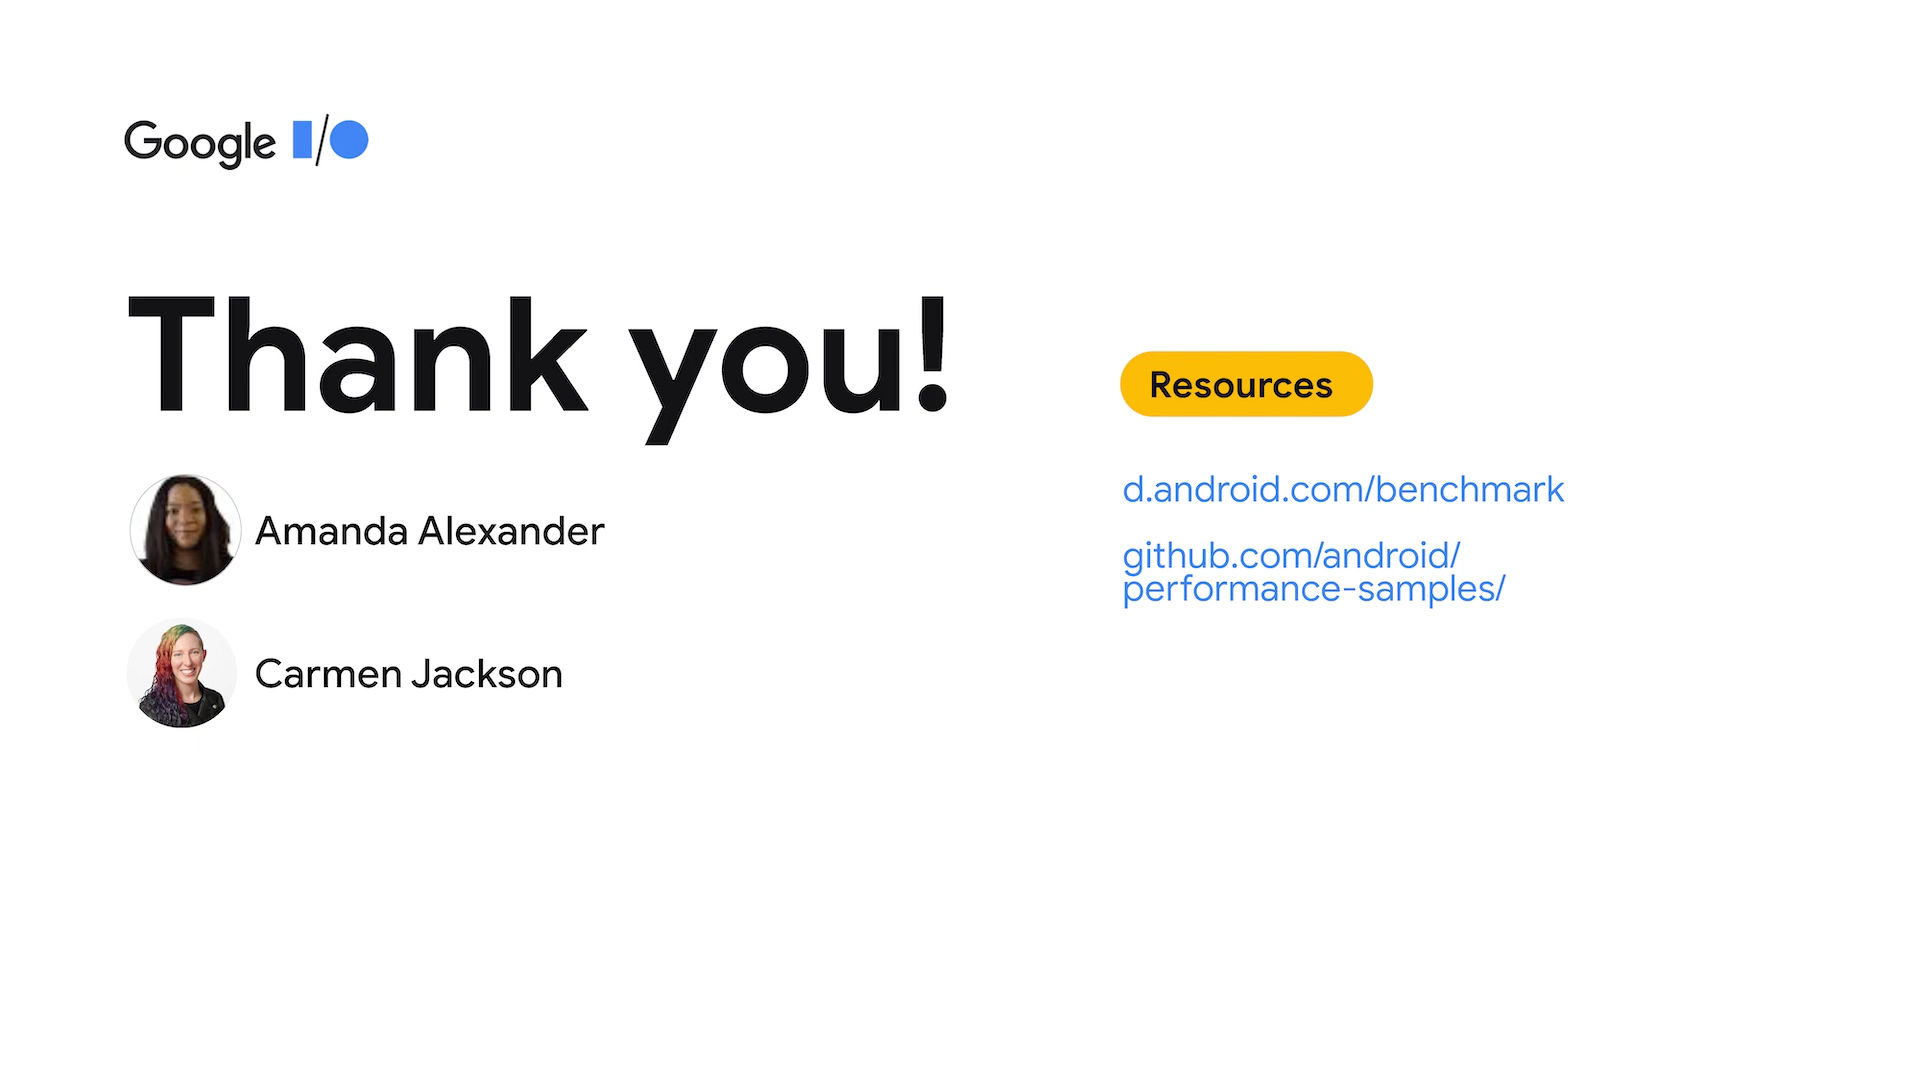 Google I/O
Thank you!
Amanda Alexander
Carmen Jackson
Resources
d.android.com/benchmark
github.com/android/
performance-samples/